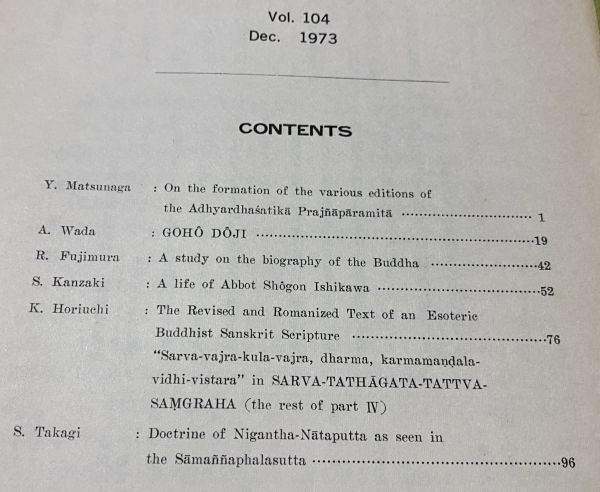 Vol. 104
Dec. 1973
CONTENTS
Y. Matsunaga : On the formation of the various editions of
the Adhyardhaśatikā Prajñāpāramitā ································ 1
A. Wada : GOHÔ DÔJI ································19
R. Fujimura : A study on the biography of the Buddha ················42
S. Kanzaki : A life of Abbot Shôgon Ishikawa ························52
K. Horiuchi : The Revised and Romanized Text of an Esoteric
Buddhist Sanskrit Scripture ································76
"Sarva-vajra-kula-vajra, dharma, karmamaṇḍala-
vidhi-vistara" in SARVA-TATHĀGATA-TATTVA-
SAṂGRAHA (the rest of part Ⅳ)
S. Takagi : Doctrine of Nigantha-Nātaputta as seen in
the Sāmaññaphalasutta ································96